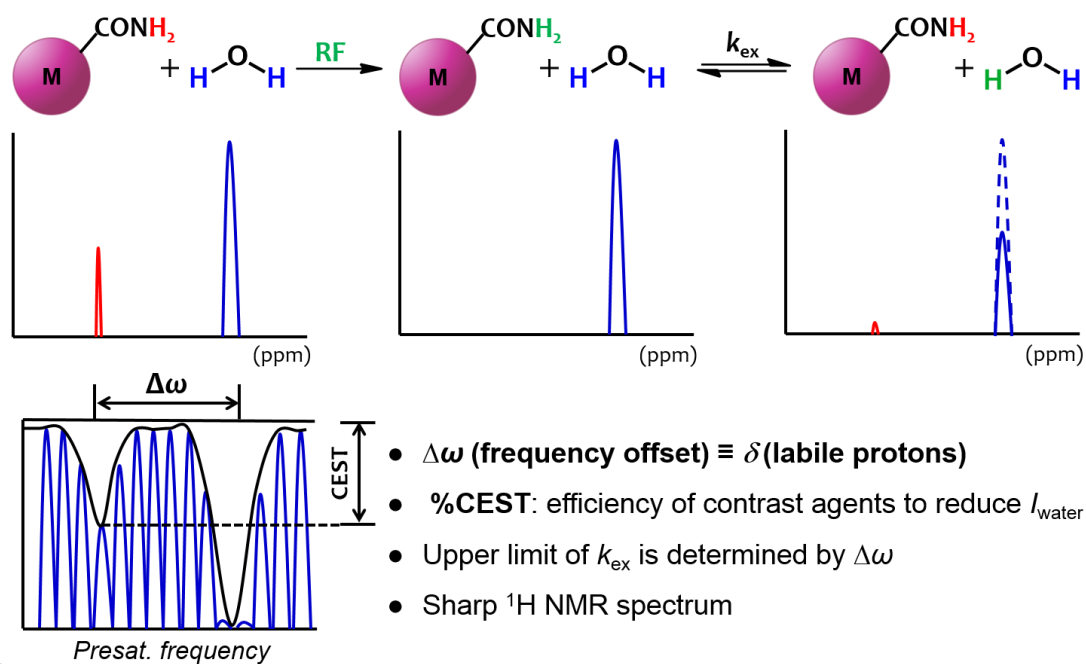 CONH₂
CONH₂
CONH₂
M + H O H
RF
M + H O H
kₑₓ
M + H O H
(ppm)
(ppm)
(ppm)
Δω
CEST
Presat. frequency
● Δω (frequency offset) ≡ δ (labile protons)
● %CEST: efficiency of contrast agents to reduce I_water
● Upper limit of kₑₓ is determined by Δω
● Sharp ¹H NMR spectrum